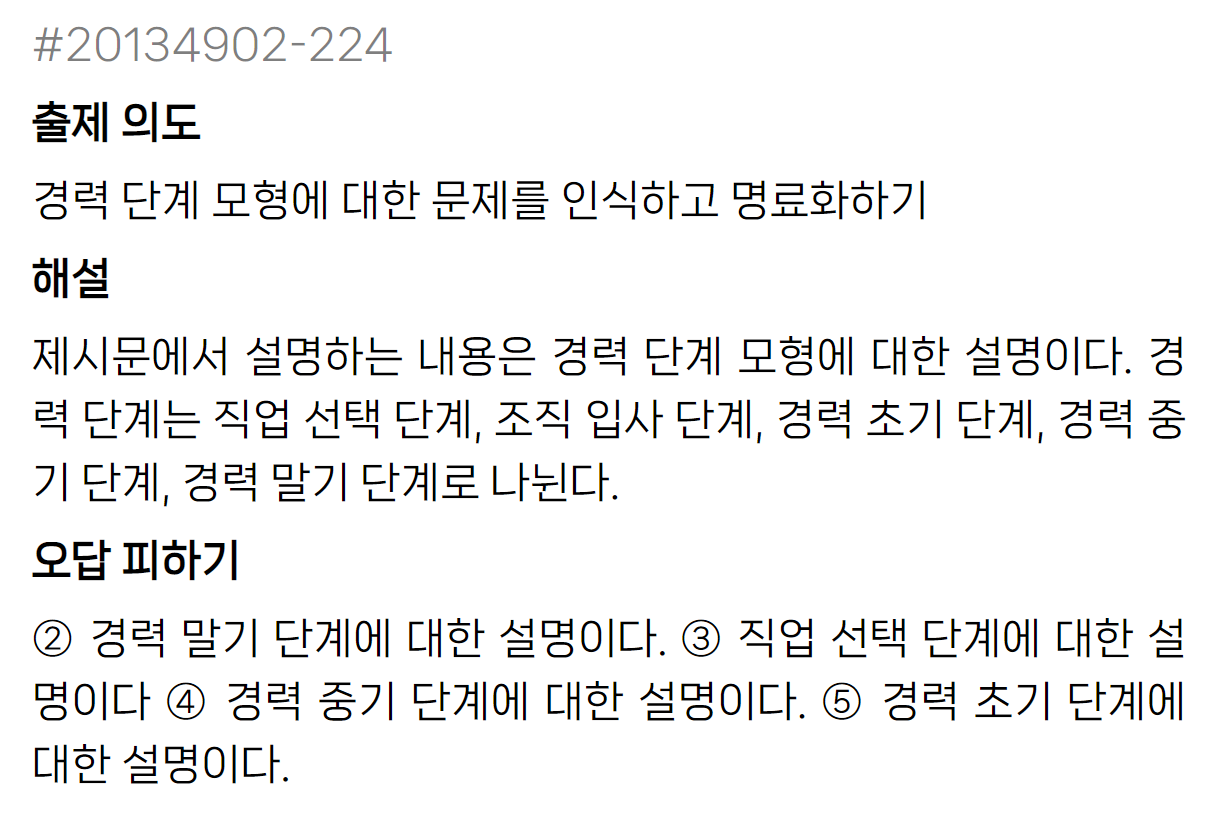 #20134902-224
출제 의도
경력 단계 모형에 대한 문제를 인식하고 명료화하기
해설
제시문에서 설명하는 내용은 경력 단계 모형에 대한 설명이다. 경
력 단계는 직업 선택 단계, 조직 입사 단계, 경력 초기 단계, 경력 중
기 단계, 경력 말기 단계로 나뉜다.
오답 피하기
② 경력 말기 단계에 대한 설명이다. ③ 직업 선택 단계에 대한 설
명이다 ④ 경력 중기 단계에 대한 설명이다. ⑤ 경력 초기 단계에
대한 설명이다.